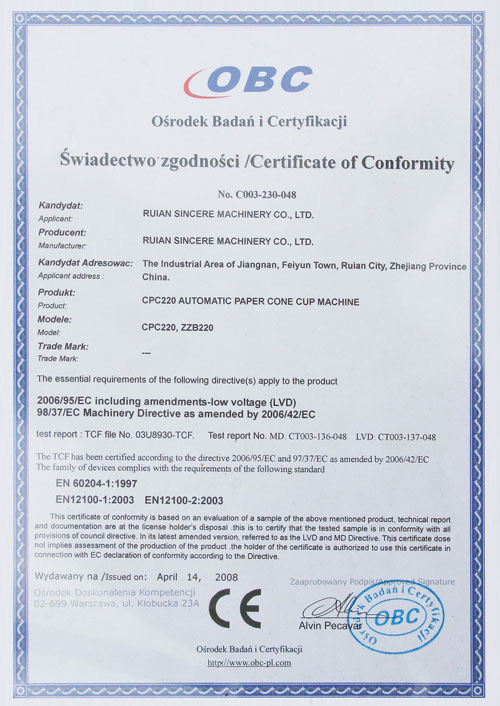 OBC
Ośrodek Badań i Certyfikacji
Świadectwo zgodności /Certificate of Conformity
No. C003-230-048
Kandydat:
Applicant:
RUIAN SINCERE MACHINERY CO., LTD.
Producent:
Manufacturer:
RUIAN SINCERE MACHINERY CO., LTD.
Kandydat Adresowac:
Applicant address :
The Industrial Area of Jiangnan, Feiyun Town, Ruian City, Zhejiang Province
China.
Produkt:
Product:
CPC220 AUTOMATIC PAPER CONE CUP MACHINE
Modele:
Model:
CPC220, ZZB220
Trade Mark:
Trade Mark:
---
The essential requirements of the following directive(s) apply to the product
2006/95/EC including amendments-low voltage (LVD)
98/37/EC Machinery Directive as amended by 2006/42/EC
test report : TCF file No. 03U8930-TCF. Test report No. MD: CT003-136-048 LVD: CT003-137-048
The TCF has been certified according to the directive 2006/95/EC and 97/37/EC as amended by 2006/42/EC
The family of devices complies with the requirements of the following standard
EN 60204-1:1997
EN12100-1:2003 EN12100-2:2003
This certificate of conformity is based on an evaluation of a sample of the above mentioned product, technical report
and documentation are at the license holder's disposal .this is to certify that the tested sample is in conformity with all
provisions of council directive. In its latest amended version, referred to as the LVD and MD Directive. This certificate dose
not implies assessment of the production of the product .the holder of the certificate is authorized to use this certificate in
connection with EC declaration of conformity according to the Directive.
Wydawany na /Issued on: April 14, 2008
Zaaprobowany Podpis/Approved Signature
Ośrodek Doskonalenia Kompetencji
02-699 Warszawa, ul. Kłobucka 23A
CE
Alvin Pecavar
Ośrodek Badań i Certyfikacji
OBC
Ośrodek Badań i Certyfikacji
http//www.obc-pl.com